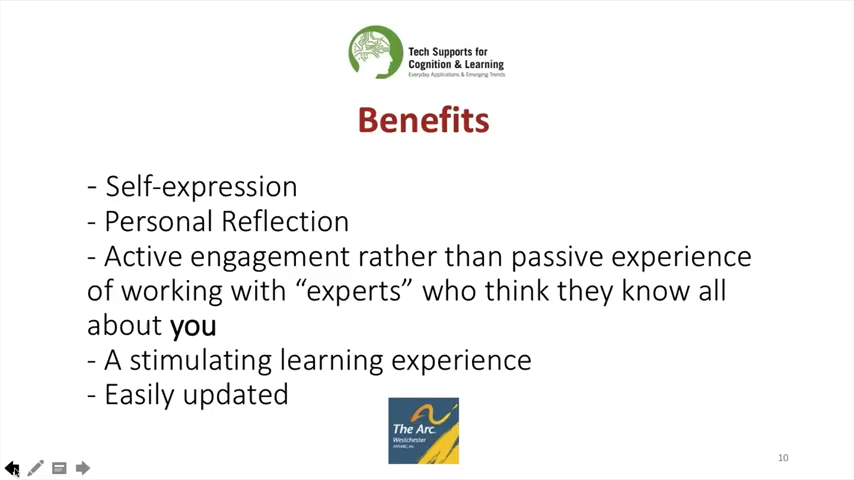 Tech Supports for
Cognition & Learning
Everyday Applications & Emerging Trends
Benefits
- Self-expression
- Personal Reflection
- Active engagement rather than passive experience
of working with “experts” who think they know all
about you
- A stimulating learning experience
- Easily updated
The Arc.
Westchester
NYSARC, Inc.
10